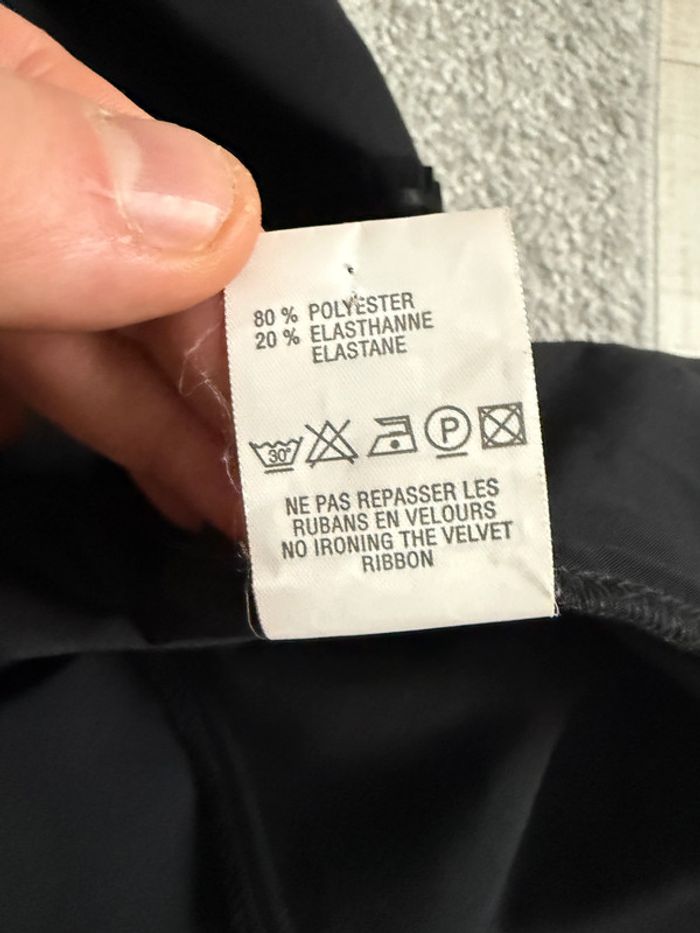 80 % POLYESTER
20 % ELASTHANNE
ELASTANE
30°
P
NE PAS REPASSER LES
RUBANS EN VELOURS
NO IRONING THE VELVET
RIBBON